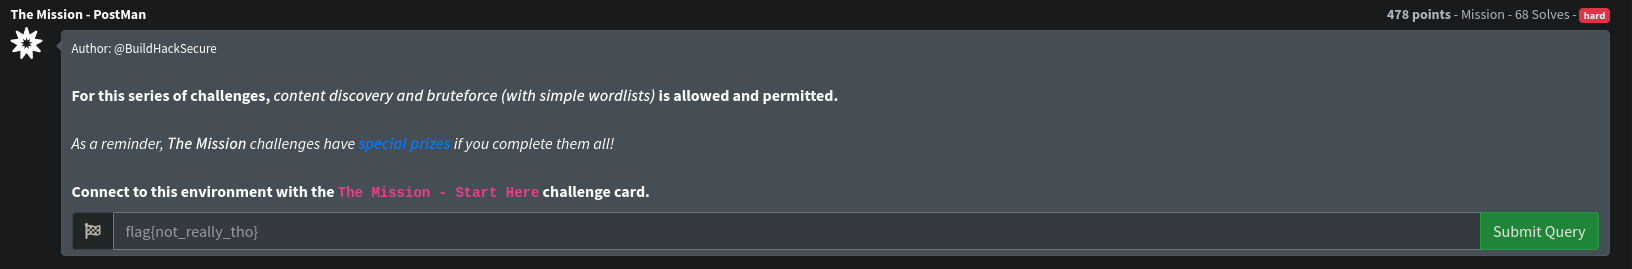 The Mission - PostMan
478 points - Mission - 68 Solves - hard
Author: @BuildHackSecure
For this series of challenges, content discovery and bruteforce (with simple wordlists) is allowed and permitted.
As a reminder, The Mission challenges have special prizes if you complete them all!
Connect to this environment with the The Mission - Start Here challenge card.
flag{not_really_tho}
Submit Query